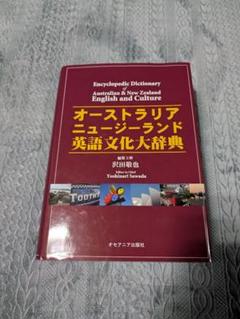 Encyclopedic Dictionary
of
Australian & New Zealand
English and Culture
オーストラリア
ニュージーランド
英語文化大辞典
編集主幹
沢田敬也
Editor in Chief
Yoshinari Sawada
TOOTH
オセアニア出版社